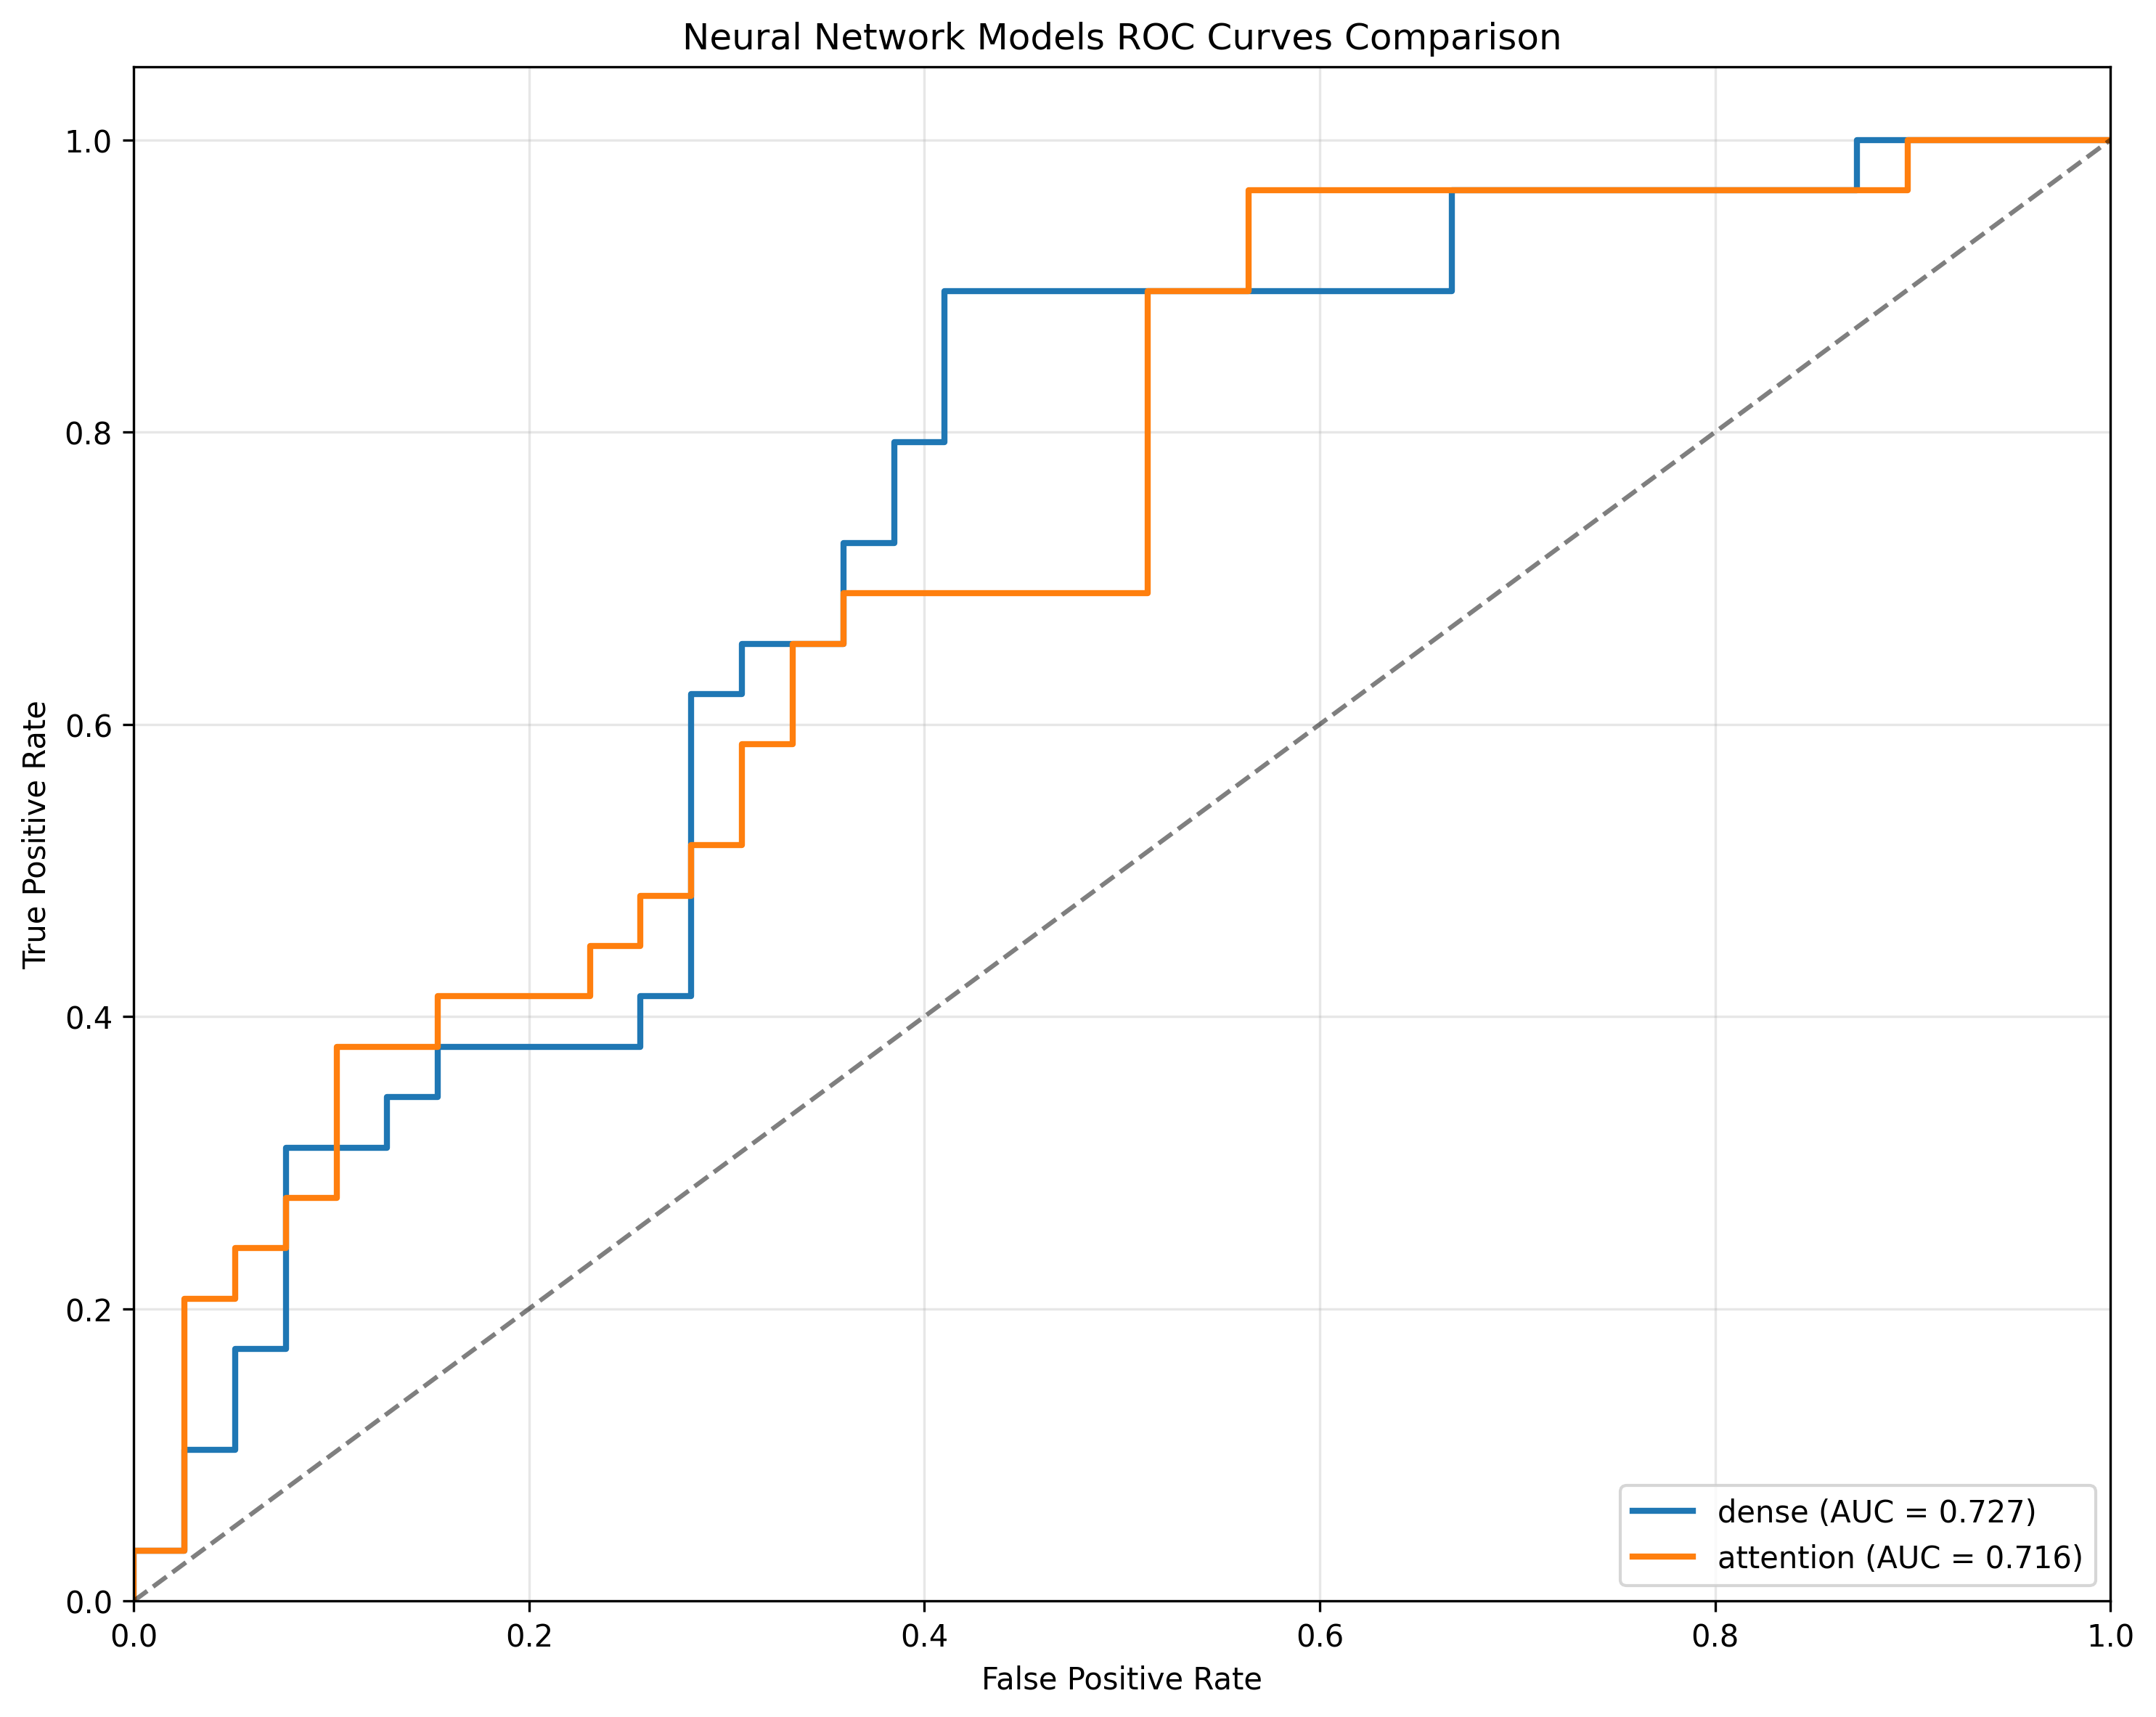 Neural Network Models ROC Curves Comparison
True Positive Rate
1.0
0.8
0.6
0.4
0.2
0.0
0.0 0.2 0.4 0.6 0.8 1.0
False Positive Rate
dense (AUC = 0.727)
attention (AUC = 0.716)